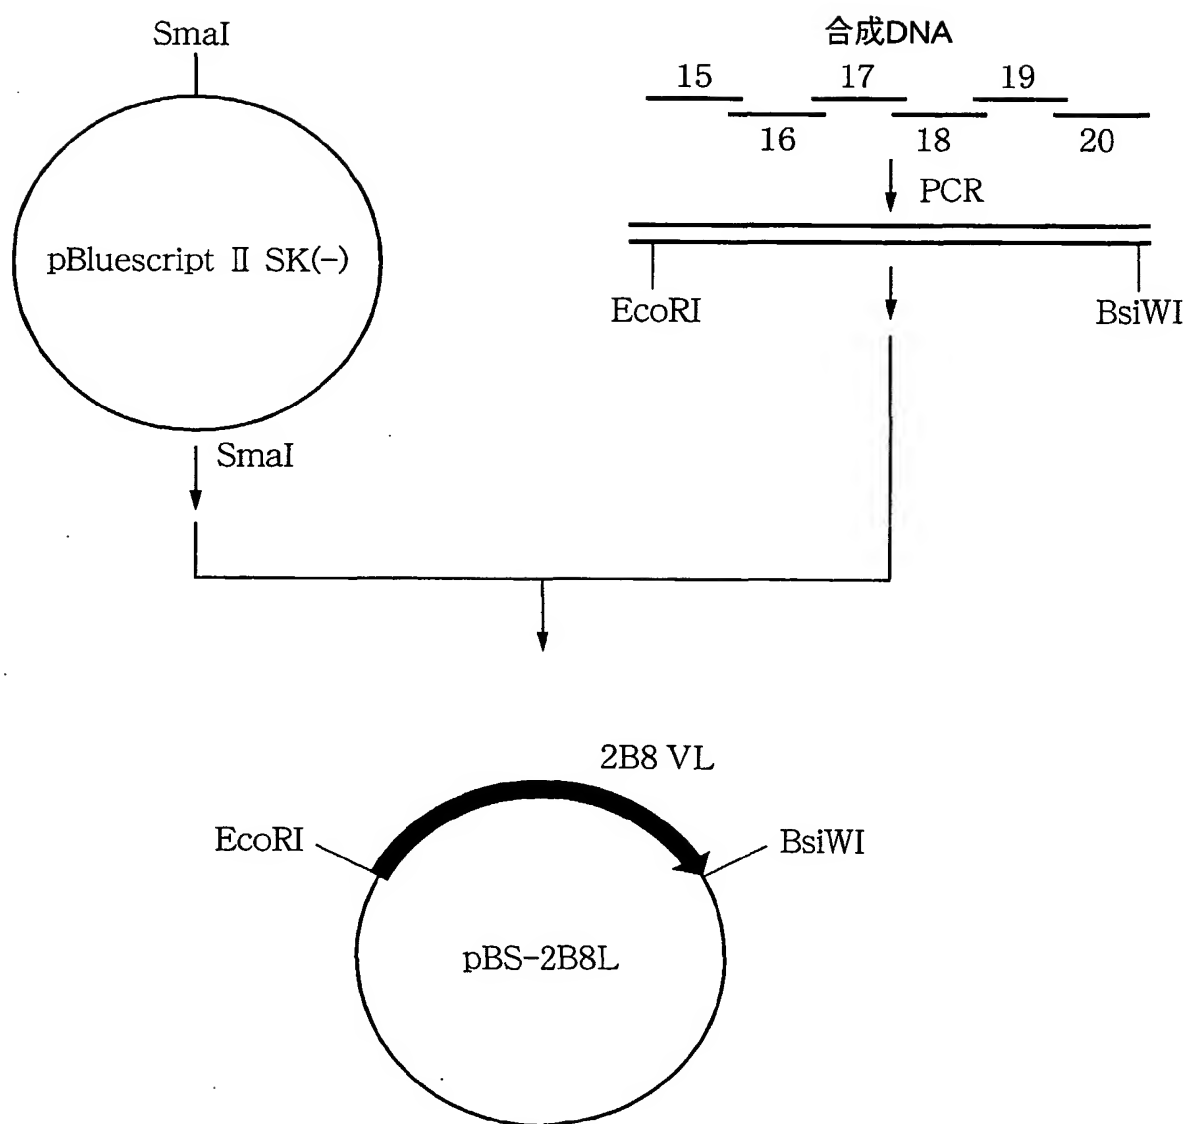 SmaI
pBluescript II SK(-)
SmaI
合成DNA
15
17
19
16
18
20
PCR
EcoRI
BsiWI
2B8 VL
EcoRI
BsiWI
pBS-2B8L